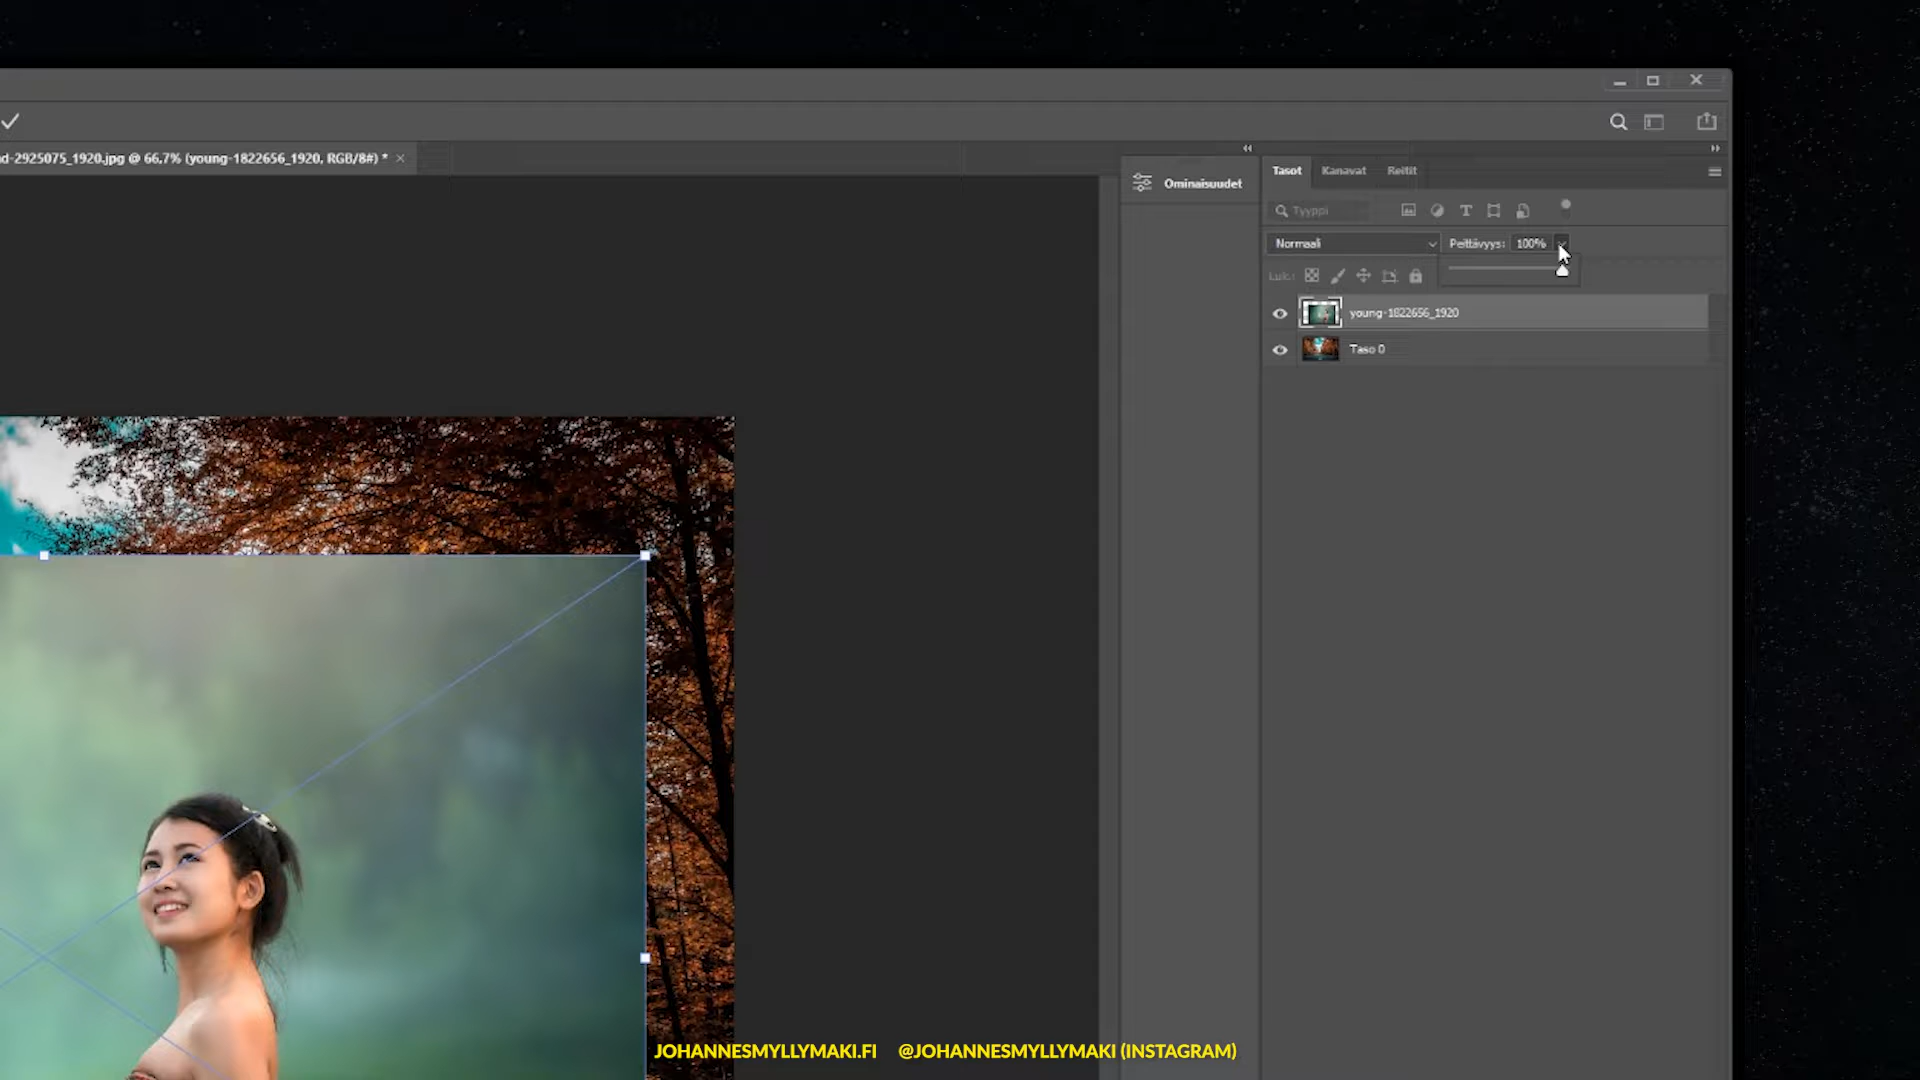 d-2925075_1920.jpg @ 66,7% (young-1822656_1920, RGB/8#) *
Ominaisuudet
Tasot Kanavat Reitit
Tyyppi
Normaali Peittävyys: 100%
Luk.:
young-1822656_1920
Taso 0
JOHANNESMYLLYMAKI.FI @JOHANNESMYLLYMAKI (INSTAGRAM)